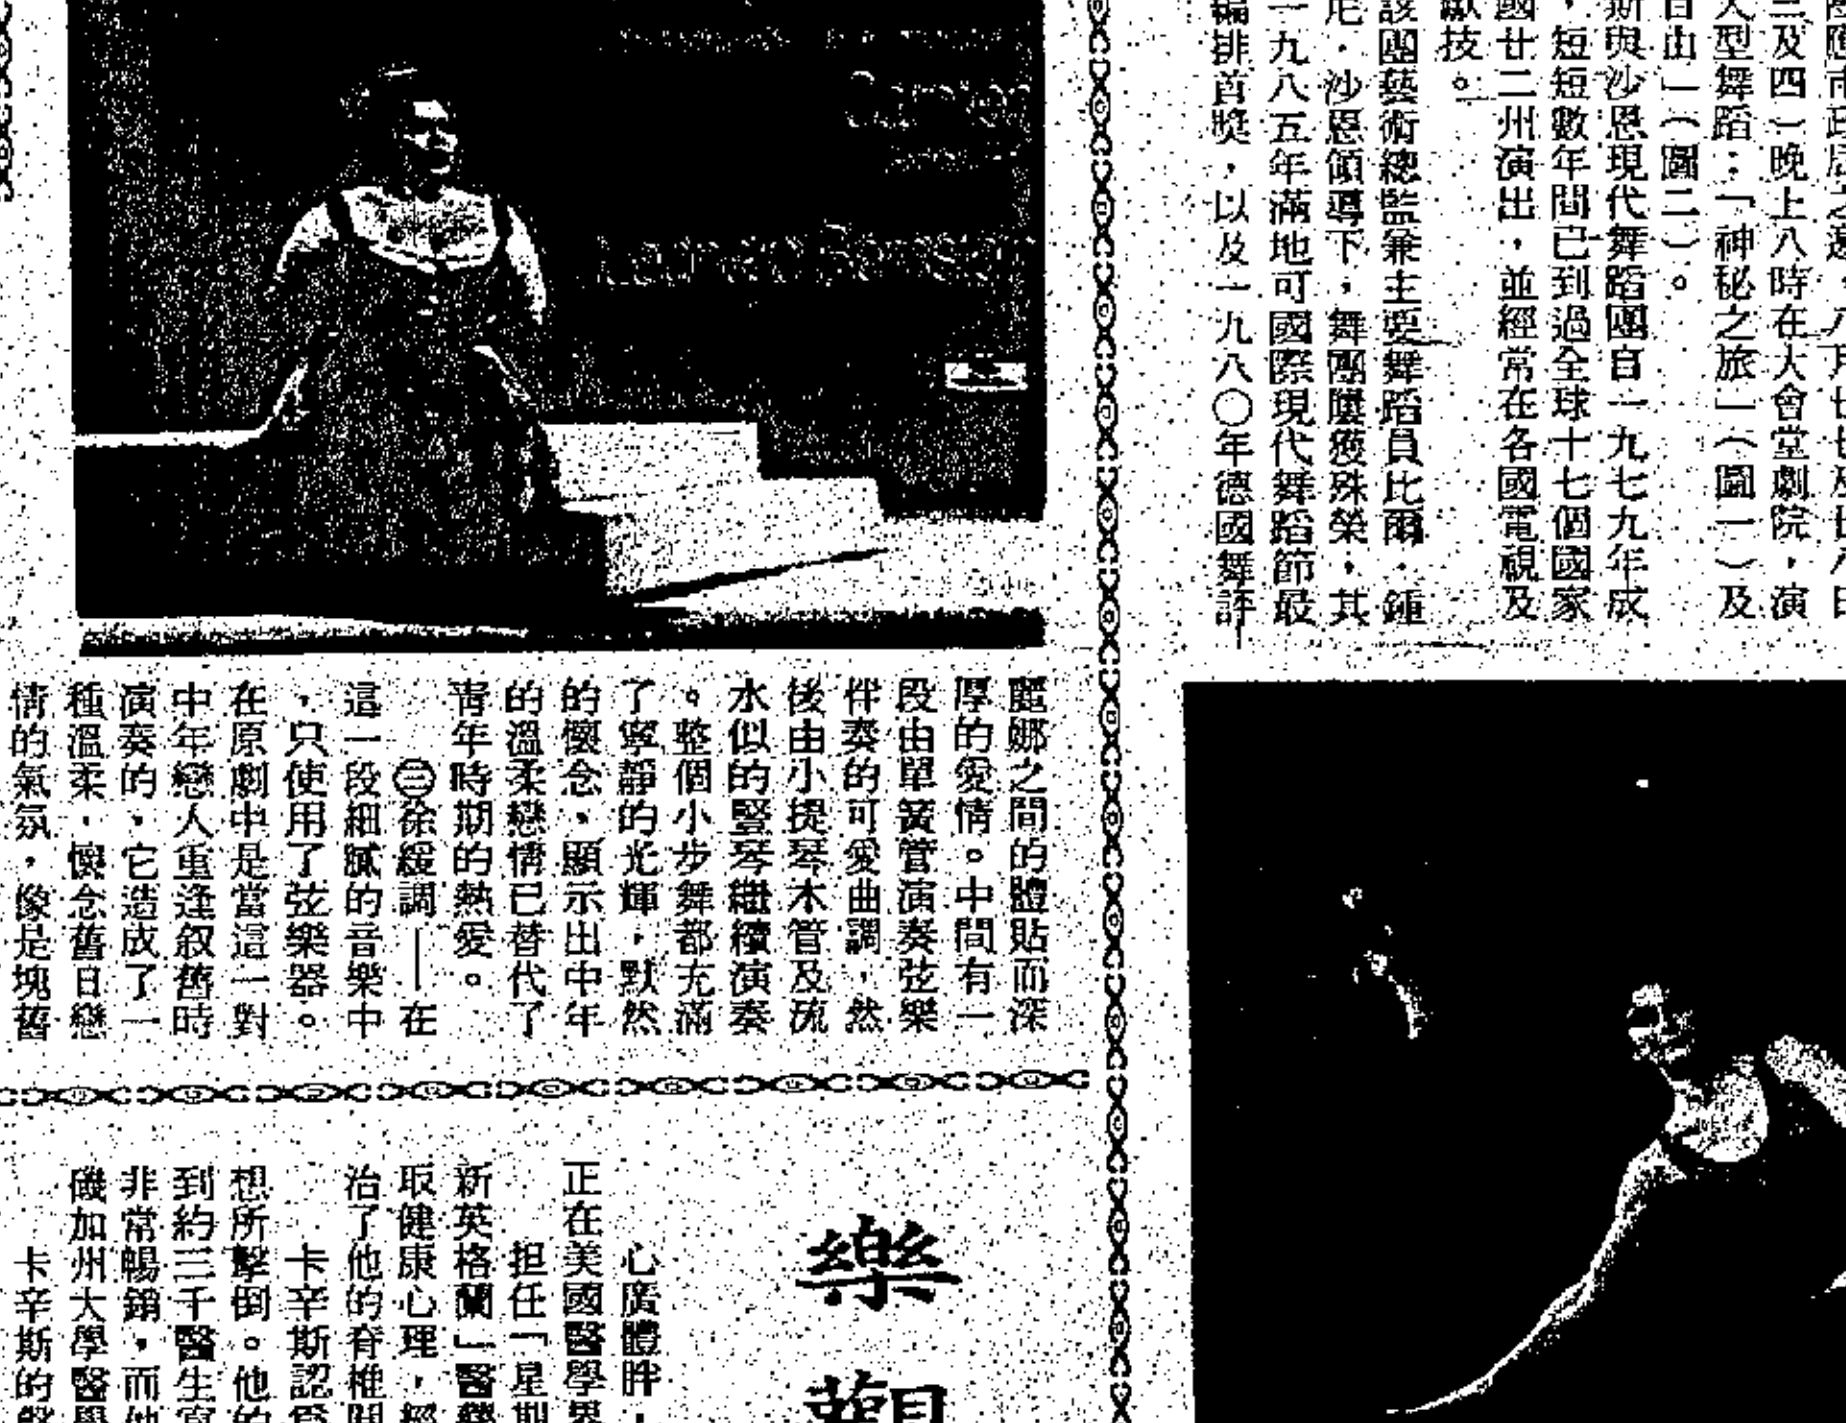 三及四）晚上八時在大會堂劇院，演
大型舞蹈：「神秘之旅」（圖一）及
自由」（圖二）。
斯與沙恩現代舞蹈團自一九七九年成
，短短數年間已到過全球十七個國家
國廿二州演出，並經常在各國電視及
獻技。
該團藝術總監兼主要舞蹈員比爾．鍾
尼．沙恩領導下，舞團屢獲殊榮，其
一九八五年滿地可國際現代舞蹈節最
編排首獎，以及一九八〇年德國舞評
麗娜之間的體貼而深
厚的愛情。中間有一
段由單簧管演奏弦樂
伴奏的可愛曲調，然
後由小提琴木管及流
水似的豎琴繼續演奏
。整個小步舞都充滿
了寧靜的光輝，默然
的懷念，顯示出中年
的溫柔戀情已替代了
青年時期的熱愛。
㊂徐緩調——在
這一段細膩的音樂中
，只使用了弦樂器。
在原劇中是當這一對
中年戀人重逢叙舊時
演奏的，它造成了一
種溫柔，懷念舊日戀
情的氣氛，像是塊舊
樂觀
心廣體胖，
正在美國醫學界
担任「星期
新英格蘭」醫學
取健康心理，經
治了他的脊椎關
卡辛斯認爲
想所擊倒。他的
到約三千醫生寫
非常暢銷，而他
磯加州大學醫學
卡辛斯的